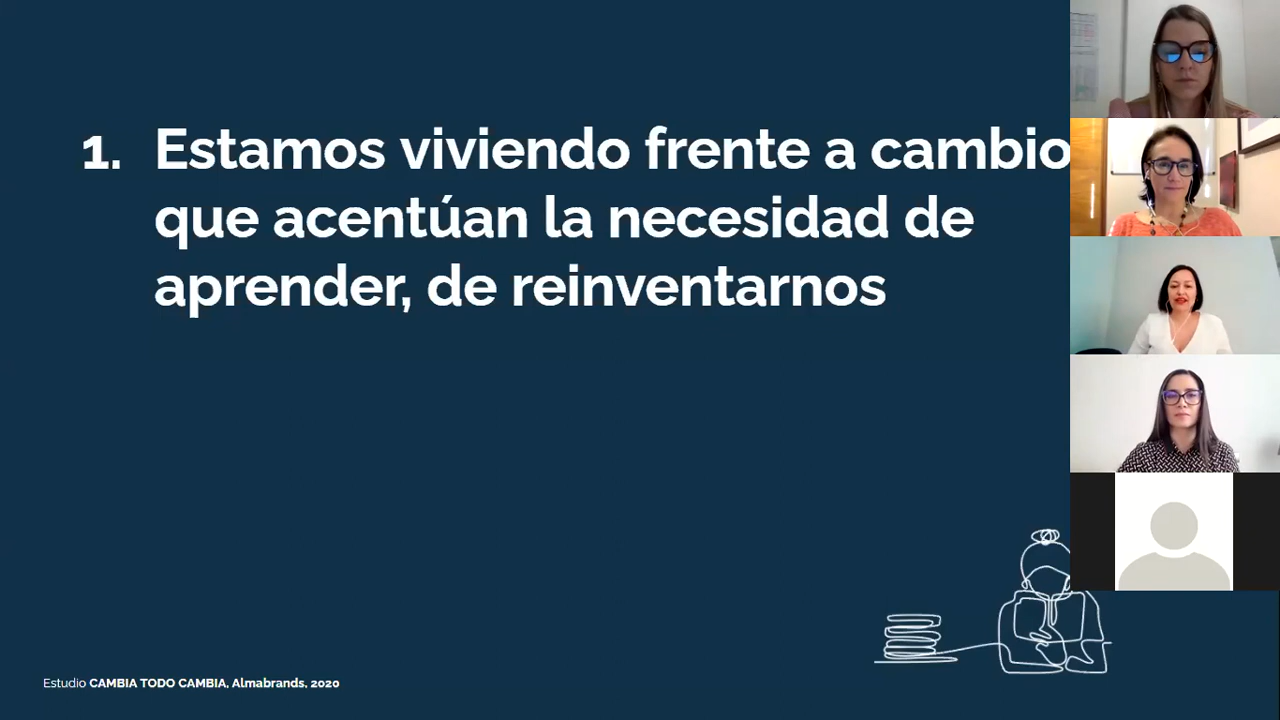 1. Estamos viviendo frente a cambio
que acentúan la necesidad de
aprender, de reinventarnos
Estudio CAMBIA TODO CAMBIA, Almabrands, 2020